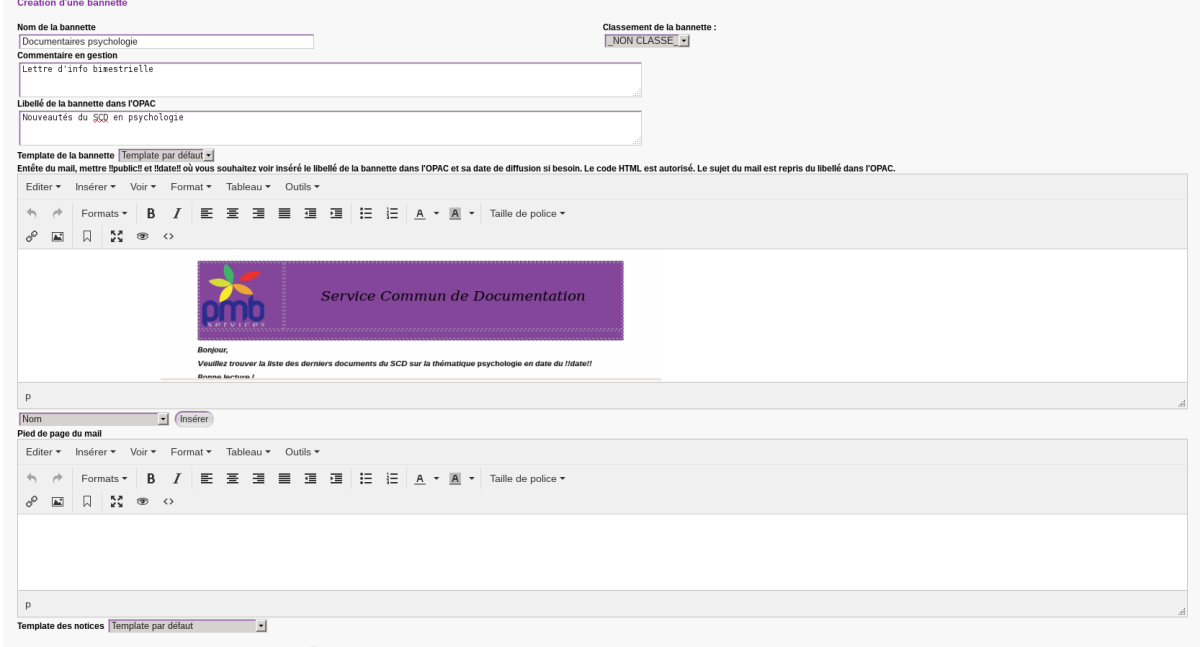 Création d'une bannette
Nom de la bannette
Classement de la bannette :
Documentaires psychologie
_NON CLASSE_
Commentaire en gestion
Lettre d'info bimestrielle
Libellé de la bannette dans l'OPAC
Nouveautés du SCD en psychologie
Template de la bannette Template par défaut
Entête du mail, mettre !!public!! et !!date!! où vous souhaitez voir inséré le libellé de la bannette dans l'OPAC et sa date de diffusion si besoin. Le code HTML est autorisé. Le sujet du mail est repris du libellé dans l'OPAC.
Editer Insérer Voir Format Tableau Outils
Formats B I A A Taille de police
pmb
services
Service Commun de Documentation
Bonjour,
Veuillez trouver la liste des derniers documents du SCD sur la thématique psychologie en date du !!date!!
Bonne lecture !
p
Nom Insérer
Pied de page du mail
Editer Insérer Voir Format Tableau Outils
Formats B I A A Taille de police
p
Template des notices Template par défaut